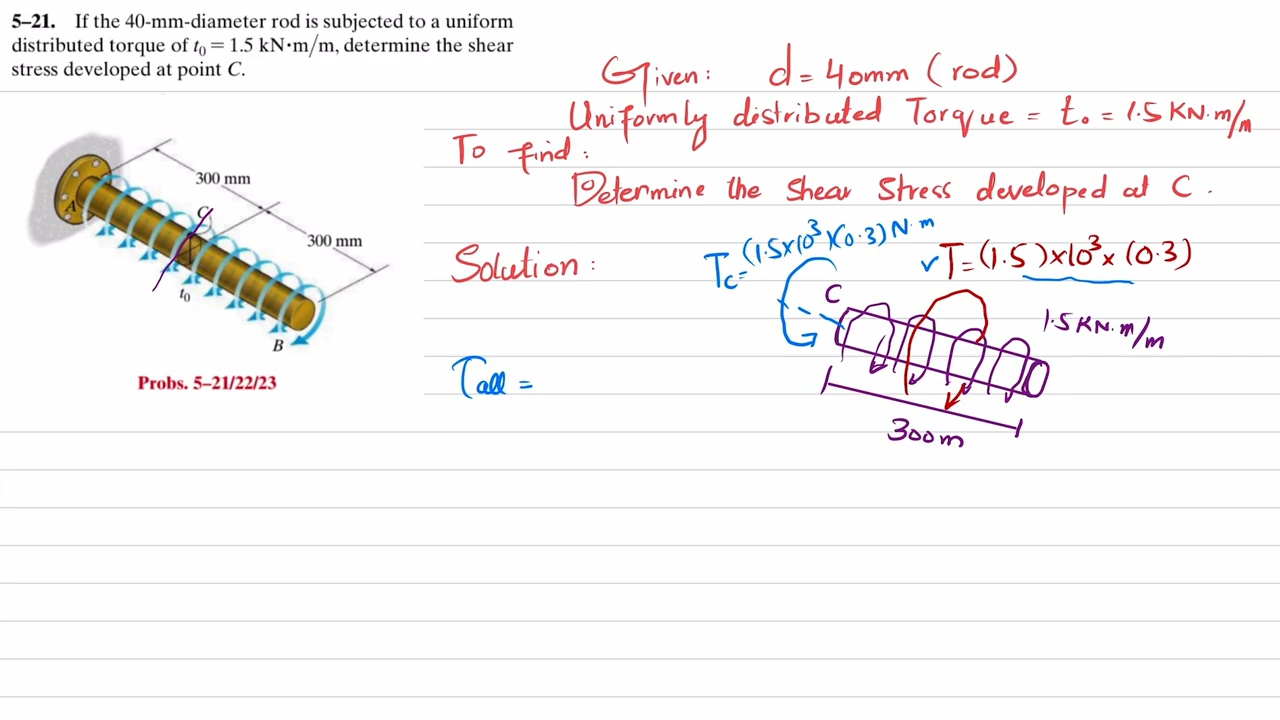 5–21. If the 40-mm-diameter rod is subjected to a uniform
distributed torque of t₀ = 1.5 kN·m/m, determine the shear
stress developed at point C.
Given: d = 40mm (rod)
Uniformly distributed Torque = t₀ = 1.5 KN·m/m
To find:
Determine the Shear Stress developed at C.
300 mm
A
C
300 mm
t₀
B
Probs. 5–21/22/23
Solution:
T_C = (1.5×10³)(0.3) N·m
T = (1.5)×10³×(0.3)
C
1.5 KN·m/m
300m
τ_all =